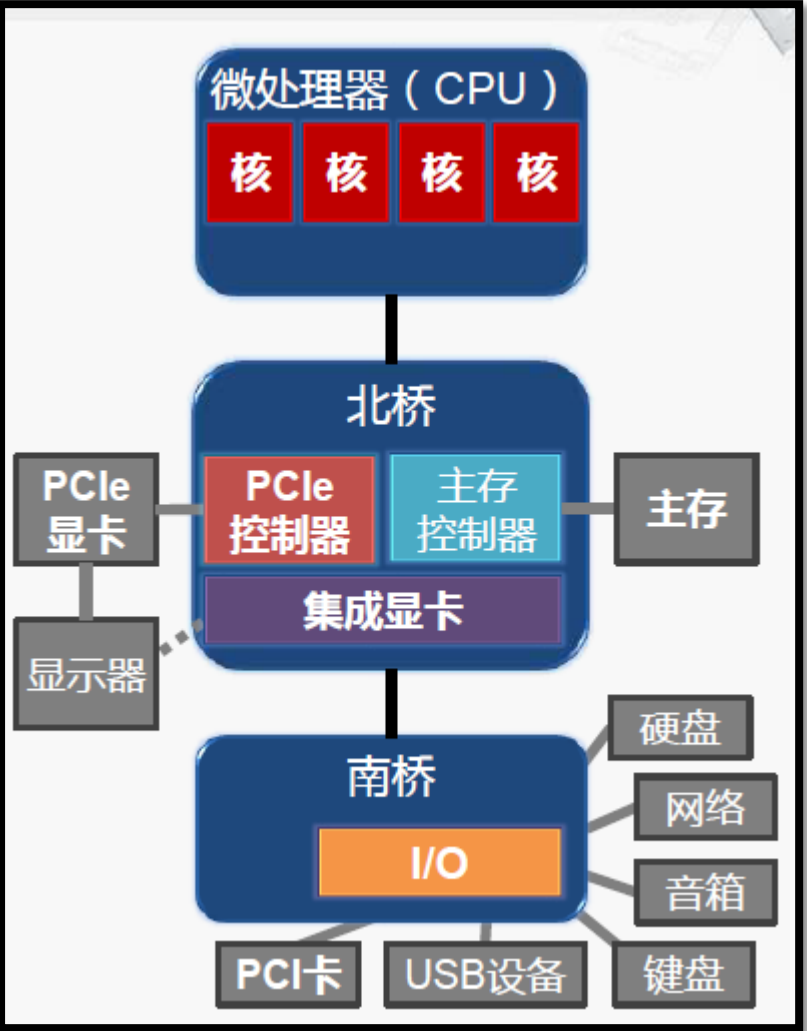 微处理器（CPU）
核 核 核 核
北桥
PCIe
显卡
PCIe
控制器
主存
控制器
主存
集成显卡
显示器
南桥
I/O
硬盘
网络
音箱
键盘
PCI卡
USB设备